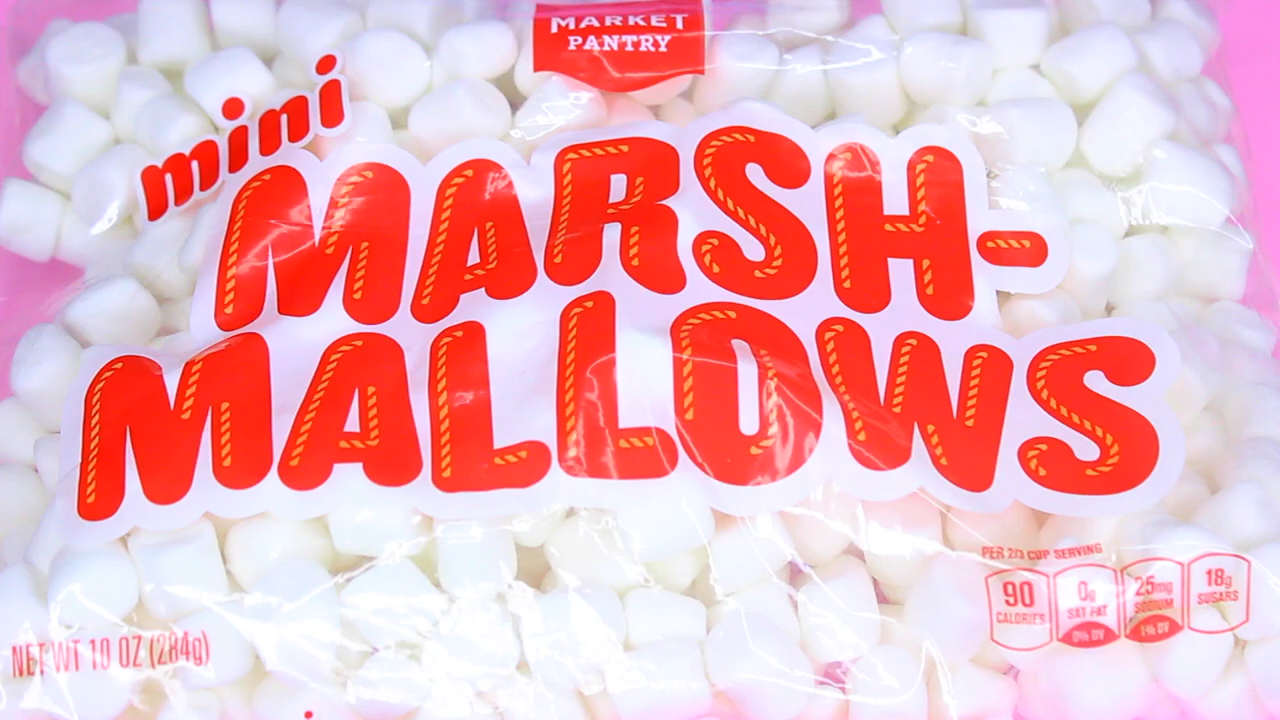 MARKET
PANTRY
mini
MARSH-
MALLOWS
PER 2/3 CUP SERVING
90
CALORIES
0g
SAT FAT
0% DV
25mg
SODIUM
1% DV
18g
SUGARS
NET WT 10 OZ (284g)